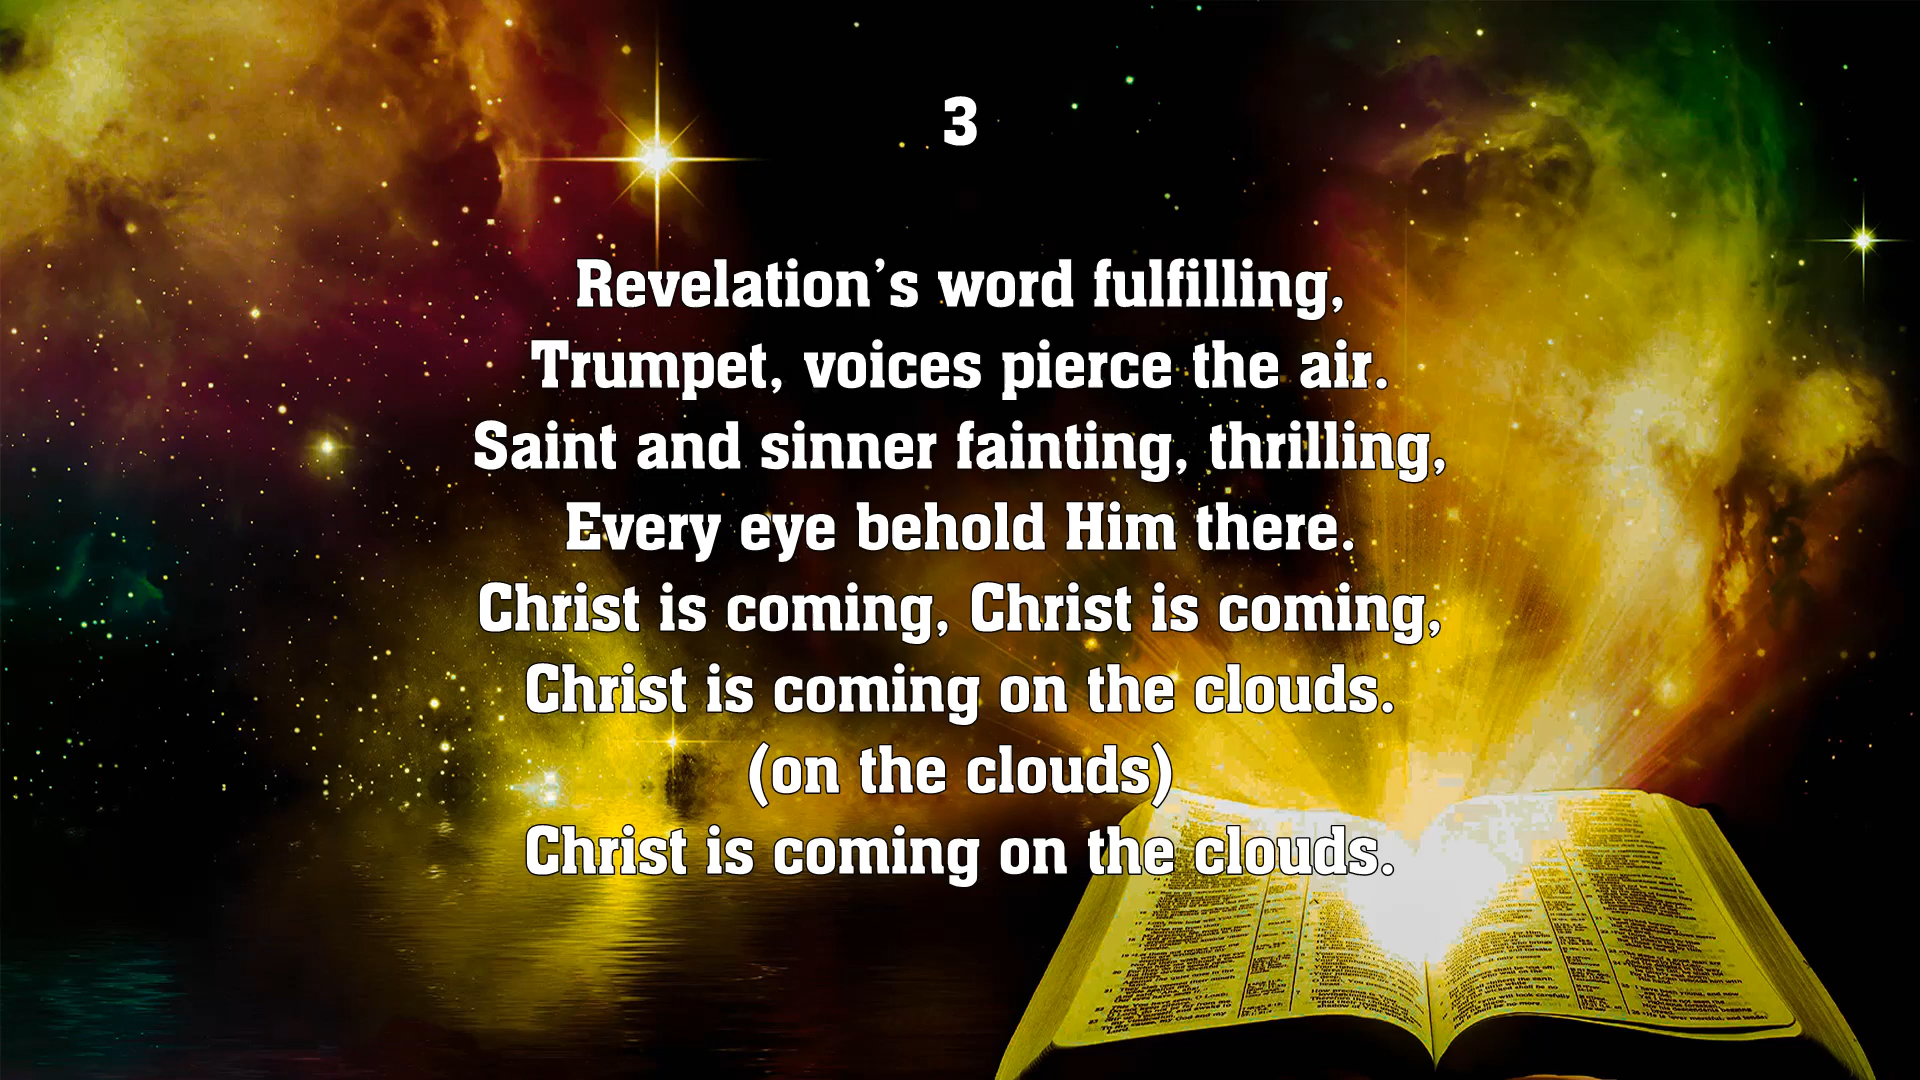 3
Revelation’s word fulfilling,
Trumpet, voices pierce the air.
Saint and sinner fainting, thrilling,
Every eye behold Him there.
Christ is coming, Christ is coming,
Christ is coming on the clouds.
(on the clouds)
Christ is coming on the clouds.